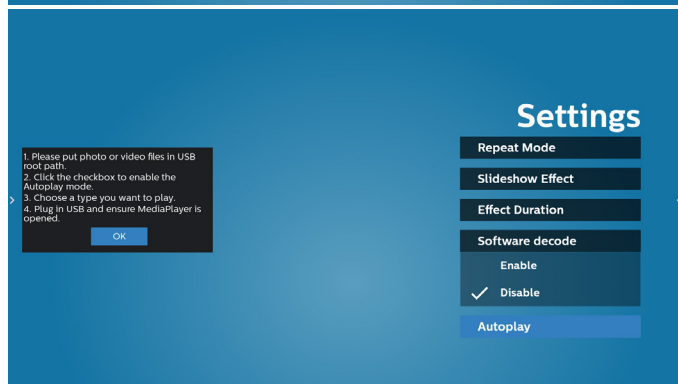 Settings
1. Please put photo or video files in USB
root path.
2. Click the checkbox to enable the
Autoplay mode.
3. Choose a type you want to play.
4. Plug in USB and ensure MediaPlayer is
opened.
OK
Repeat Mode
Slideshow Effect
Effect Duration
Software decode
Enable
Disable
Autoplay